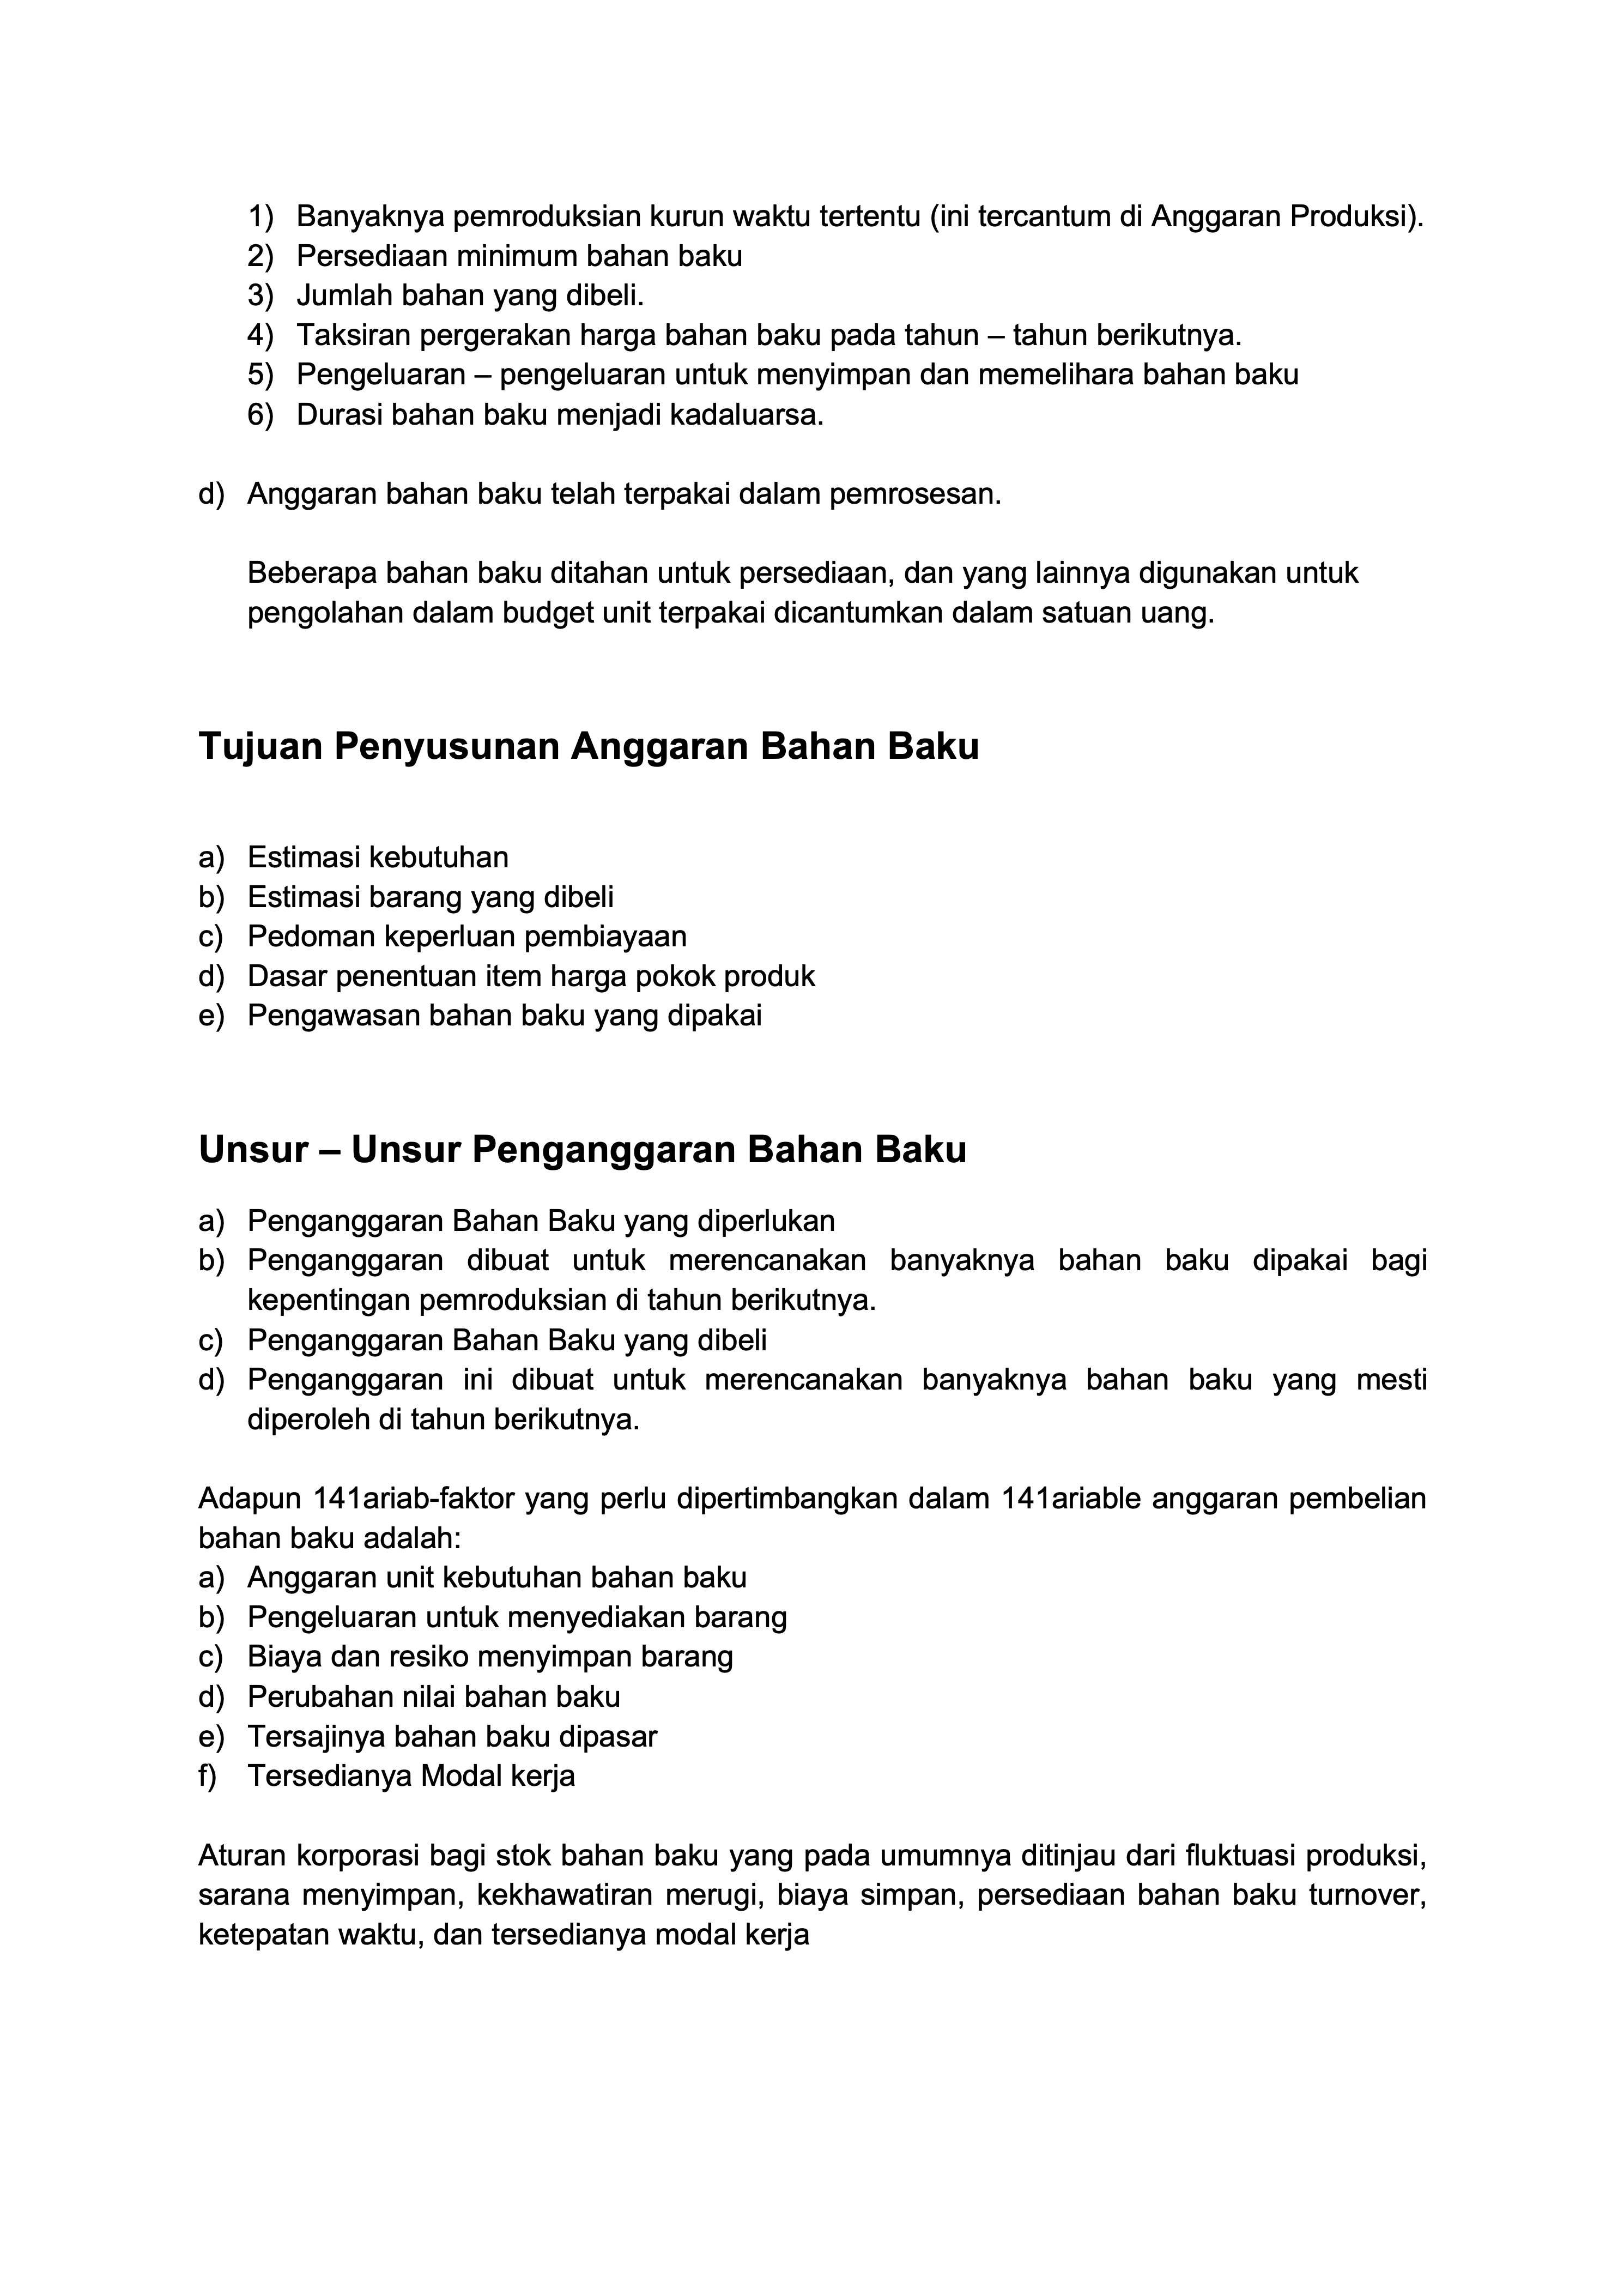 1) Banyaknya pemroduksian kurun waktu tertentu (ini tercantum di Anggaran Produksi).
2) Persediaan minimum bahan baku
3) Jumlah bahan yang dibeli.
4) Taksiran pergerakan harga bahan baku pada tahun – tahun berikutnya.
5) Pengeluaran – pengeluaran untuk menyimpan dan memelihara bahan baku
6) Durasi bahan baku menjadi kadaluarsa.
d) Anggaran bahan baku telah terpakai dalam pemrosesan.
Beberapa bahan baku ditahan untuk persediaan, dan yang lainnya digunakan untuk
pengolahan dalam budget unit terpakai dicantumkan dalam satuan uang.
Tujuan Penyusunan Anggaran Bahan Baku
a) Estimasi kebutuhan
b) Estimasi barang yang dibeli
c) Pedoman keperluan pembiayaan
d) Dasar penentuan item harga pokok produk
e) Pengawasan bahan baku yang dipakai
Unsur – Unsur Penganggaran Bahan Baku
a) Penganggaran Bahan Baku yang diperlukan
b) Penganggaran dibuat untuk merencanakan banyaknya bahan baku dipakai bagi
kepentingan pemroduksian di tahun berikutnya.
c) Penganggaran Bahan Baku yang dibeli
d) Penganggaran ini dibuat untuk merencanakan banyaknya bahan baku yang mesti
diperoleh di tahun berikutnya.
Adapun 141ariab-faktor yang perlu dipertimbangkan dalam 141ariable anggaran pembelian
bahan baku adalah:
a) Anggaran unit kebutuhan bahan baku
b) Pengeluaran untuk menyediakan barang
c) Biaya dan resiko menyimpan barang
d) Perubahan nilai bahan baku
e) Tersajinya bahan baku dipasar
f) Tersedianya Modal kerja
Aturan korporasi bagi stok bahan baku yang pada umumnya ditinjau dari fluktuasi produksi,
sarana menyimpan, kekhawatiran merugi, biaya simpan, persediaan bahan baku turnover,
ketepatan waktu, dan tersedianya modal kerja